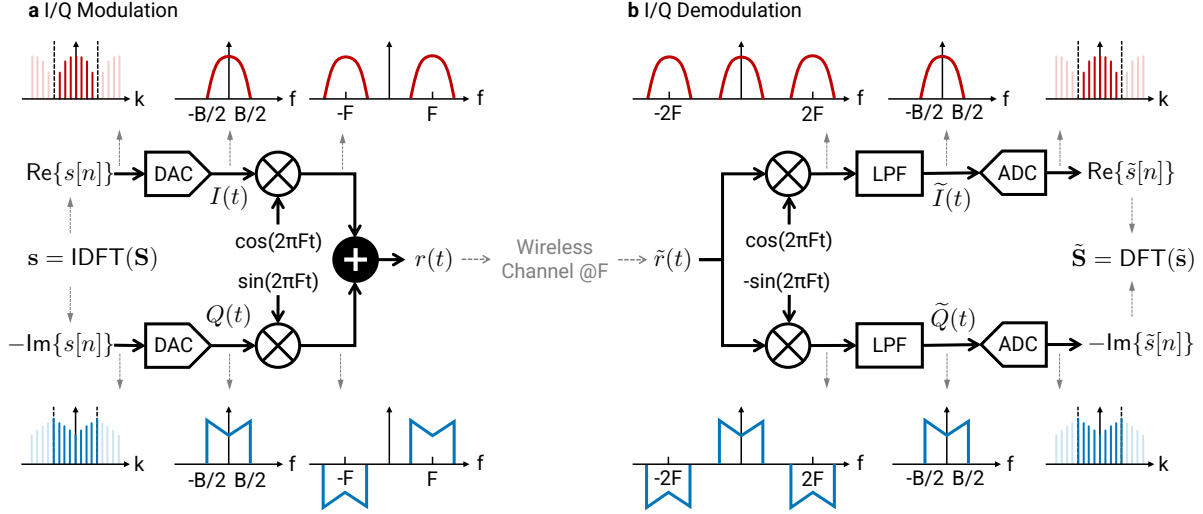 a I/Q Modulation
k
-B/2 B/2
f
-F
F
f
Re{s[n]}
DAC
I(t)
cos(2πFt)
s = IDFT(S)
r(t)
sin(2πFt)
Q(t)
−Im{s[n]}
DAC
k
-B/2 B/2
f
-F
F
f
Wireless
Channel @F
b I/Q Demodulation
-2F
2F
f
-B/2 B/2
f
k
LPF
Ĩ(t)
ADC
Re{s̃[n]}
cos(2πFt)
r̃(t)
S̃ = DFT(s̃)
-sin(2πFt)
LPF
Q̃(t)
ADC
−Im{s̃[n]}
-2F
2F
f
-B/2 B/2
f
k